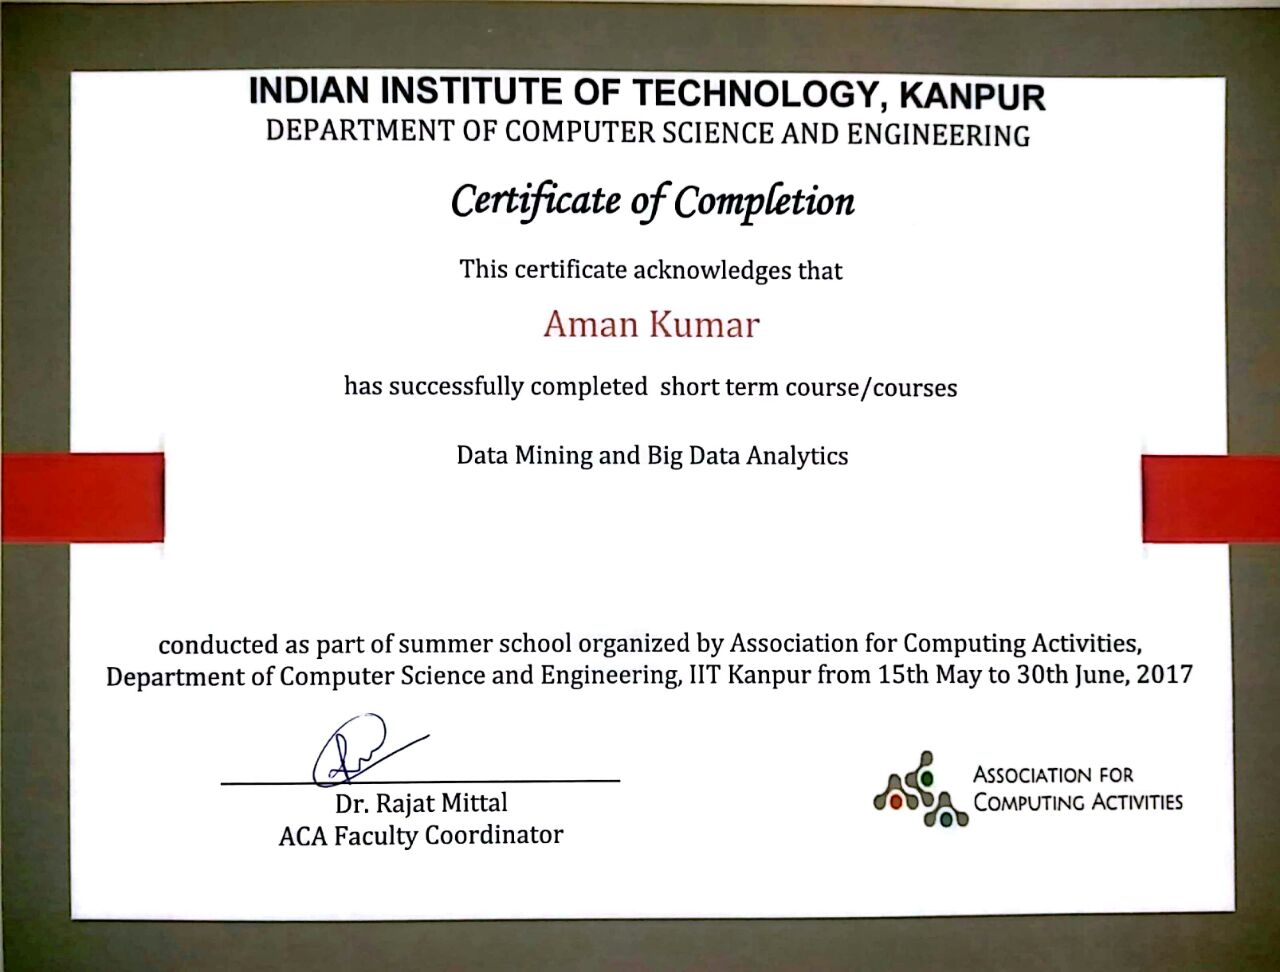 INDIAN INSTITUTE OF TECHNOLOGY, KANPUR
DEPARTMENT OF COMPUTER SCIENCE AND ENGINEERING
Certificate of Completion
This certificate acknowledges that
Aman Kumar
has successfully completed short term course/courses
Data Mining and Big Data Analytics
conducted as part of summer school organized by Association for Computing Activities,
Department of Computer Science and Engineering, IIT Kanpur from 15th May to 30th June, 2017
Dr. Rajat Mittal
ACA Faculty Coordinator
ASSOCIATION FOR
COMPUTING ACTIVITIES